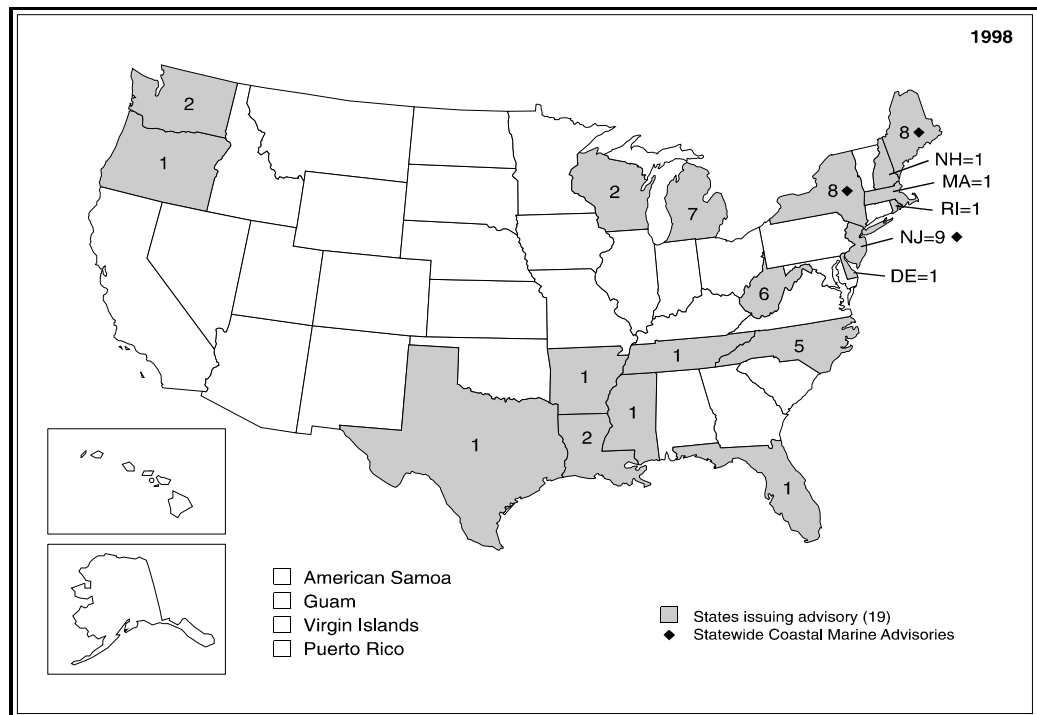 1998
2
1
2
7
8 ◆
8 ◆
NH=1
MA=1
RI=1
NJ=9 ◆
DE=1
6
5
1
1
1
2
1
1
American Samoa
Guam
Virgin Islands
Puerto Rico
States issuing advisory (19)
◆ Statewide Coastal Marine Advisories